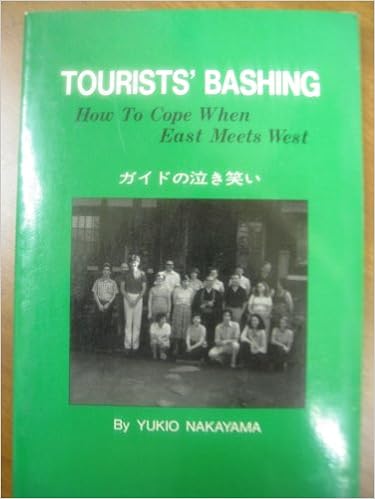 TOURISTS' BASHING
How To Cope When
East Meets West
ガイドの泣き笑い
By YUKIO NAKAYAMA